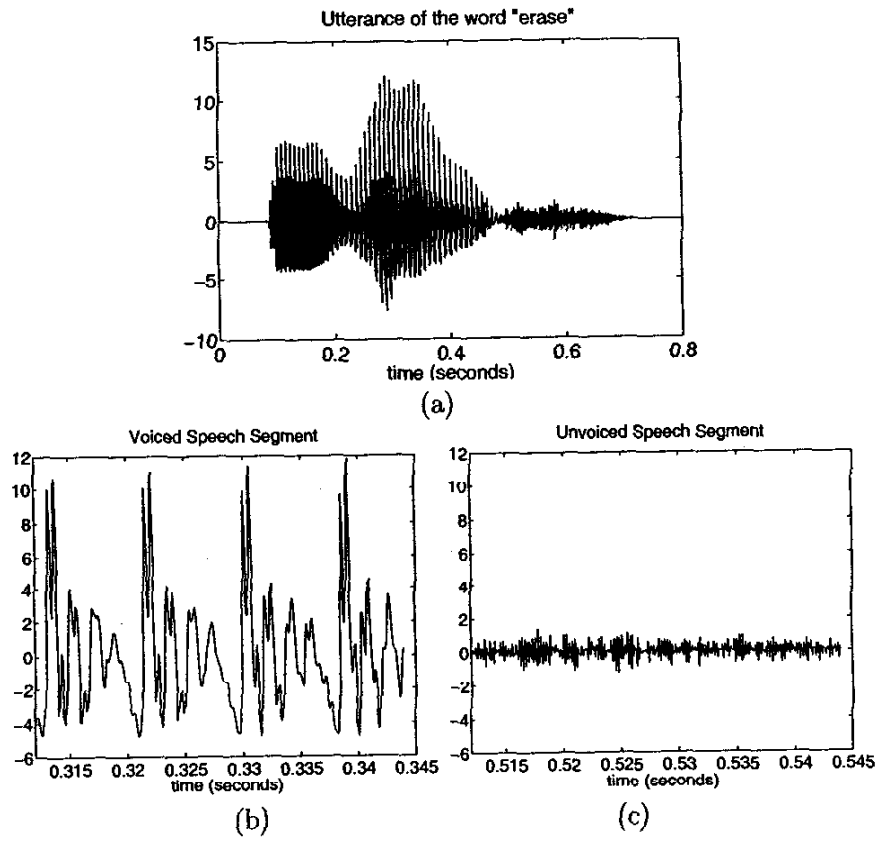 Utterance of the word "erase"
15
10
5
0
−5
−10
0 0.2 0.4 0.6 0.8
time (seconds)
(a)
Voiced Speech Segment
12
10
8
6
4
2
0
−2
−4
−6
0.315 0.32 0.325 0.33 0.335 0.34 0.345
time (seconds)
(b)
Unvoiced Speech Segment
12
10
8
6
4
2
0
−2
−4
−6
0.515 0.52 0.525 0.53 0.535 0.54 0.545
time (seconds)
(c)